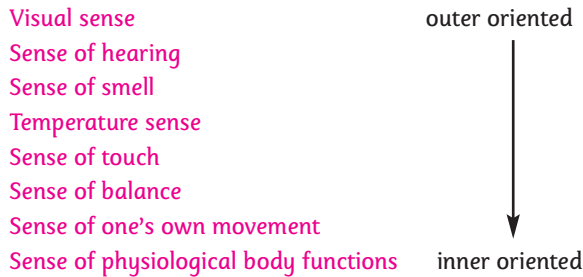 Visual sense outer oriented
Sense of hearing
Sense of smell
Temperature sense
Sense of touch
Sense of balance
Sense of one's own movement
Sense of physiological body functions inner oriented